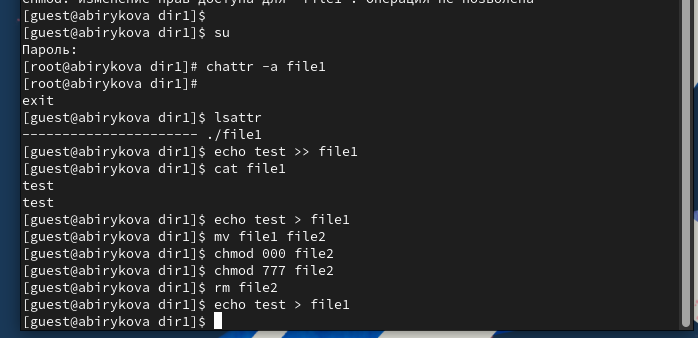 chmod: изменение прав доступа для 'file1': операция не позволена
[guest@abirykova dir1]$
[guest@abirykova dir1]$ su
Пароль:
[root@abirykova dir1]# chattr -a file1
[root@abirykova dir1]#
exit
[guest@abirykova dir1]$ lsattr
---------------------- ./file1
[guest@abirykova dir1]$ echo test >> file1
[guest@abirykova dir1]$ cat file1
test
test
[guest@abirykova dir1]$ echo test > file1
[guest@abirykova dir1]$ mv file1 file2
[guest@abirykova dir1]$ chmod 000 file2
[guest@abirykova dir1]$ chmod 777 file2
[guest@abirykova dir1]$ rm file2
[guest@abirykova dir1]$ echo test > file1
[guest@abirykova dir1]$